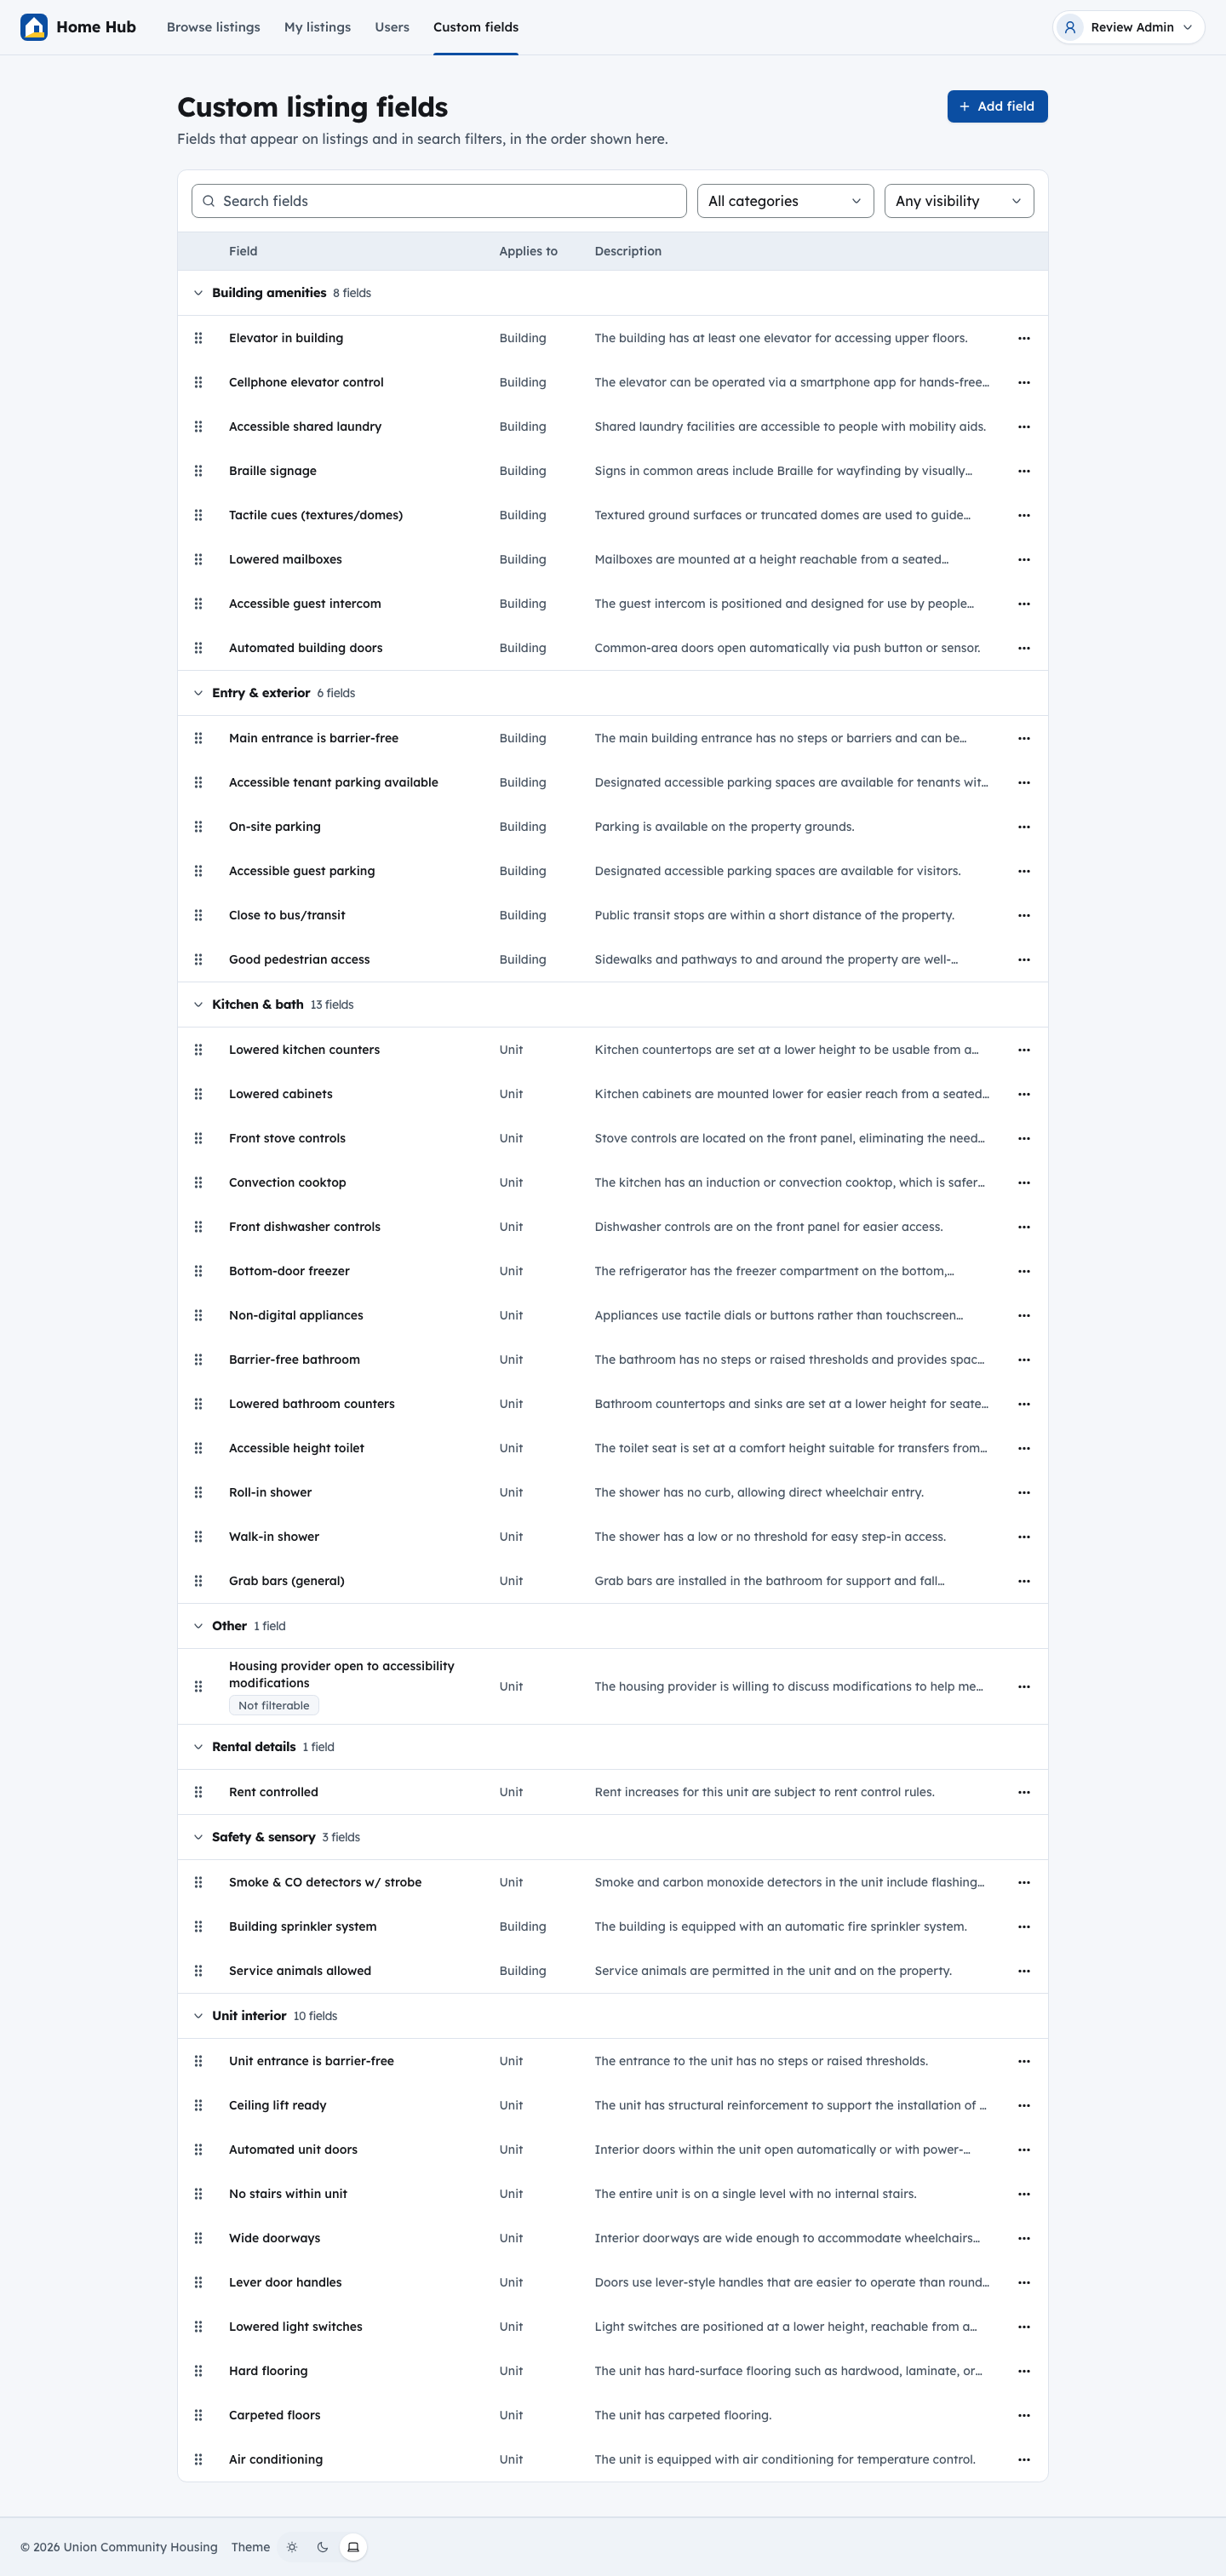 Home Hub
Browse listings
My listings
Users
Custom fields
Review Admin
Custom listing fields
Add field
Fields that appear on listings and in search filters, in the order shown here.
Search fields
All categories
Any visibility
Field Applies to Description
Building amenities 8 fields
Elevator in building Building The building has at least one elevator for accessing upper floors.
Cellphone elevator control Building The elevator can be operated via a smartphone app for hands-free…
Accessible shared laundry Building Shared laundry facilities are accessible to people with mobility aids.
Braille signage Building Signs in common areas include Braille for wayfinding by visually…
Tactile cues (textures/domes) Building Textured ground surfaces or truncated domes are used to guide…
Lowered mailboxes Building Mailboxes are mounted at a height reachable from a seated…
Accessible guest intercom Building The guest intercom is positioned and designed for use by people…
Automated building doors Building Common-area doors open automatically via push button or sensor.
Entry & exterior 6 fields
Main entrance is barrier-free Building The main building entrance has no steps or barriers and can be…
Accessible tenant parking available Building Designated accessible parking spaces are available for tenants wit…
On-site parking Building Parking is available on the property grounds.
Accessible guest parking Building Designated accessible parking spaces are available for visitors.
Close to bus/transit Building Public transit stops are within a short distance of the property.
Good pedestrian access Building Sidewalks and pathways to and around the property are well-…
Kitchen & bath 13 fields
Lowered kitchen counters Unit Kitchen countertops are set at a lower height to be usable from a…
Lowered cabinets Unit Kitchen cabinets are mounted lower for easier reach from a seated…
Front stove controls Unit Stove controls are located on the front panel, eliminating the need…
Convection cooktop Unit The kitchen has an induction or convection cooktop, which is safer…
Front dishwasher controls Unit Dishwasher controls are on the front panel for easier access.
Bottom-door freezer Unit The refrigerator has the freezer compartment on the bottom,…
Non-digital appliances Unit Appliances use tactile dials or buttons rather than touchscreen…
Barrier-free bathroom Unit The bathroom has no steps or raised thresholds and provides spac…
Lowered bathroom counters Unit Bathroom countertops and sinks are set at a lower height for seate…
Accessible height toilet Unit The toilet seat is set at a comfort height suitable for transfers from…
Roll-in shower Unit The shower has no curb, allowing direct wheelchair entry.
Walk-in shower Unit The shower has a low or no threshold for easy step-in access.
Grab bars (general) Unit Grab bars are installed in the bathroom for support and fall…
Other 1 field
Housing provider open to accessibility
modifications
Not filterable
Unit The housing provider is willing to discuss modifications to help me…
Rental details 1 field
Rent controlled Unit Rent increases for this unit are subject to rent control rules.
Safety & sensory 3 fields
Smoke & CO detectors w/ strobe Unit Smoke and carbon monoxide detectors in the unit include flashing…
Building sprinkler system Building The building is equipped with an automatic fire sprinkler system.
Service animals allowed Building Service animals are permitted in the unit and on the property.
Unit interior 10 fields
Unit entrance is barrier-free Unit The entrance to the unit has no steps or raised thresholds.
Ceiling lift ready Unit The unit has structural reinforcement to support the installation of …
Automated unit doors Unit Interior doors within the unit open automatically or with power-…
No stairs within unit Unit The entire unit is on a single level with no internal stairs.
Wide doorways Unit Interior doorways are wide enough to accommodate wheelchairs…
Lever door handles Unit Doors use lever-style handles that are easier to operate than round…
Lowered light switches Unit Light switches are positioned at a lower height, reachable from a…
Hard flooring Unit The unit has hard-surface flooring such as hardwood, laminate, or…
Carpeted floors Unit The unit has carpeted flooring.
Air conditioning Unit The unit is equipped with air conditioning for temperature control.
© 2026 Union Community Housing Theme